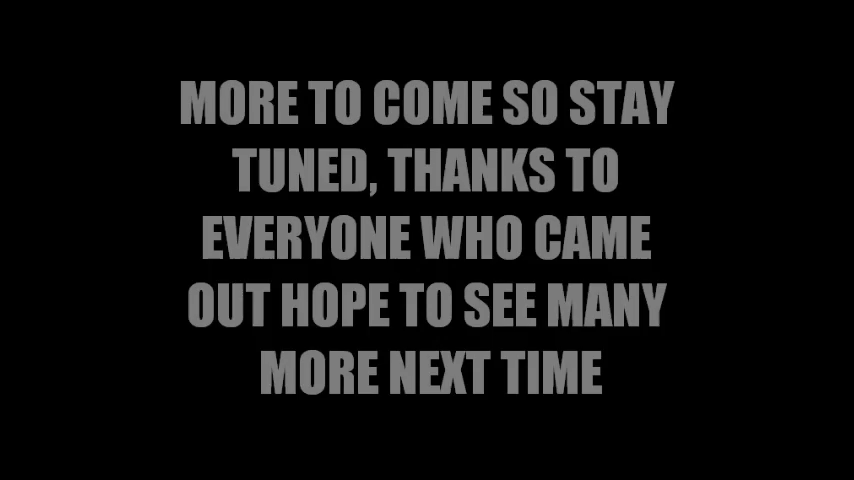 MORE TO COME SO STAY
TUNED, THANKS TO
EVERYONE WHO CAME
OUT HOPE TO SEE MANY
MORE NEXT TIME